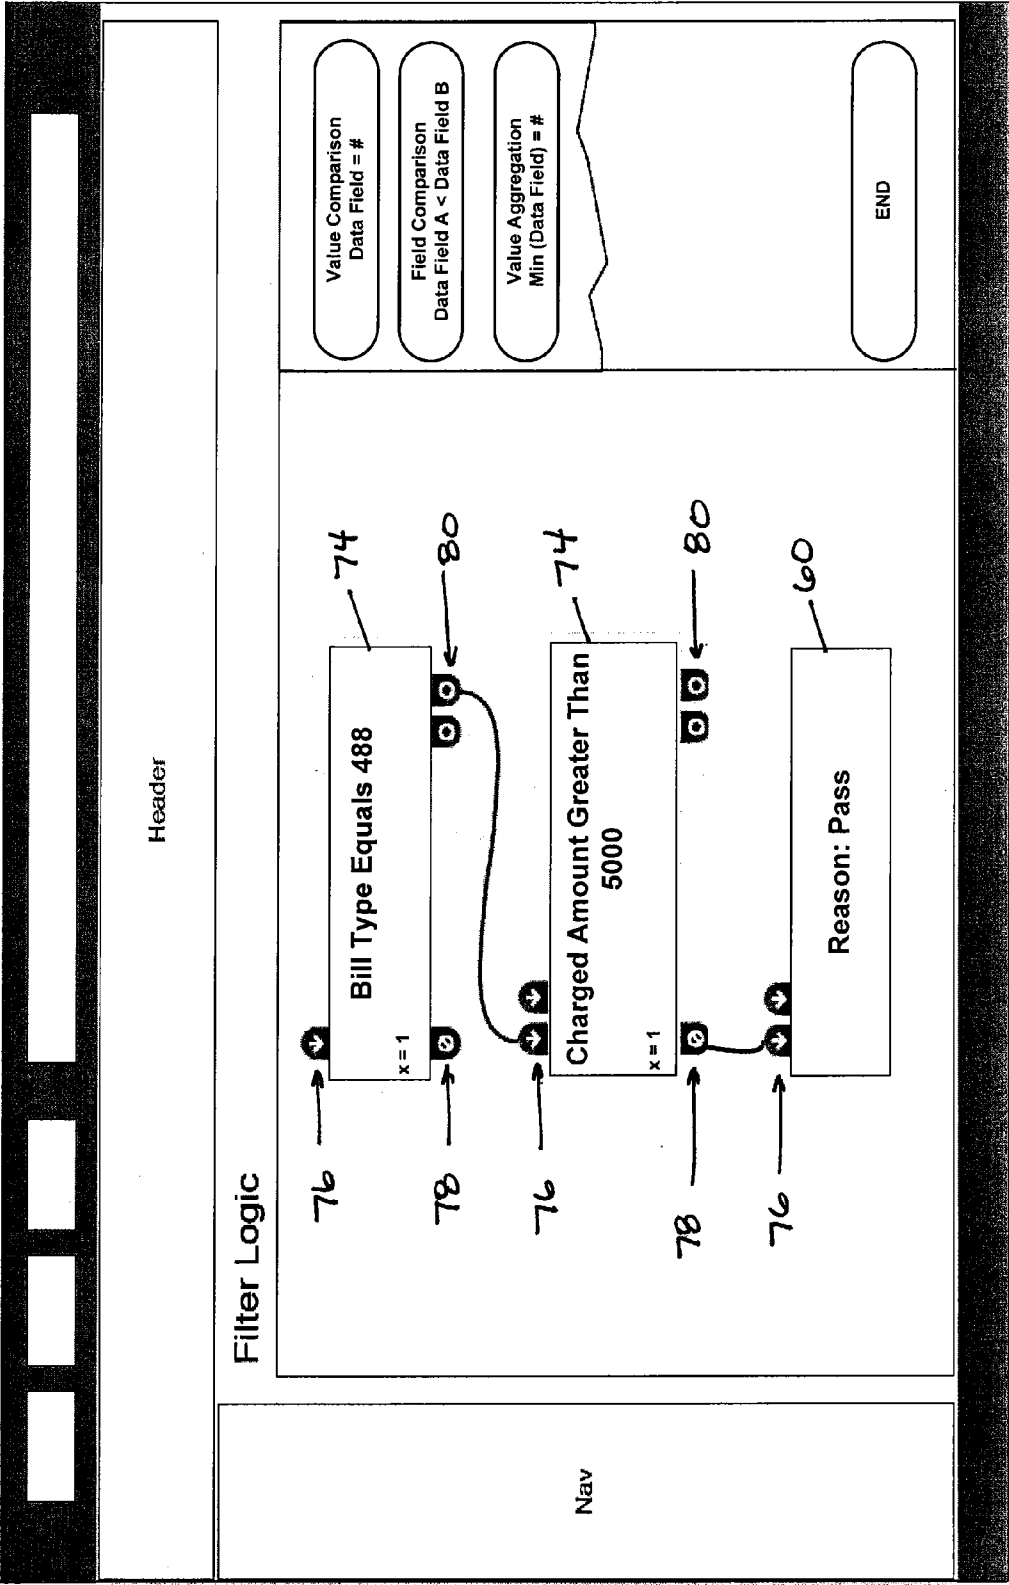 Header
Filter Logic
Nav
76
74
Bill Type Equals 488
x = 1
78
80
76
74
Charged Amount Greater Than
5000
x = 1
78
80
76
60
Reason: Pass
Value Comparison
Data Field = #
Field Comparison
Data Field A < Data Field B
Value Aggregation
Min (Data Field) = #
END